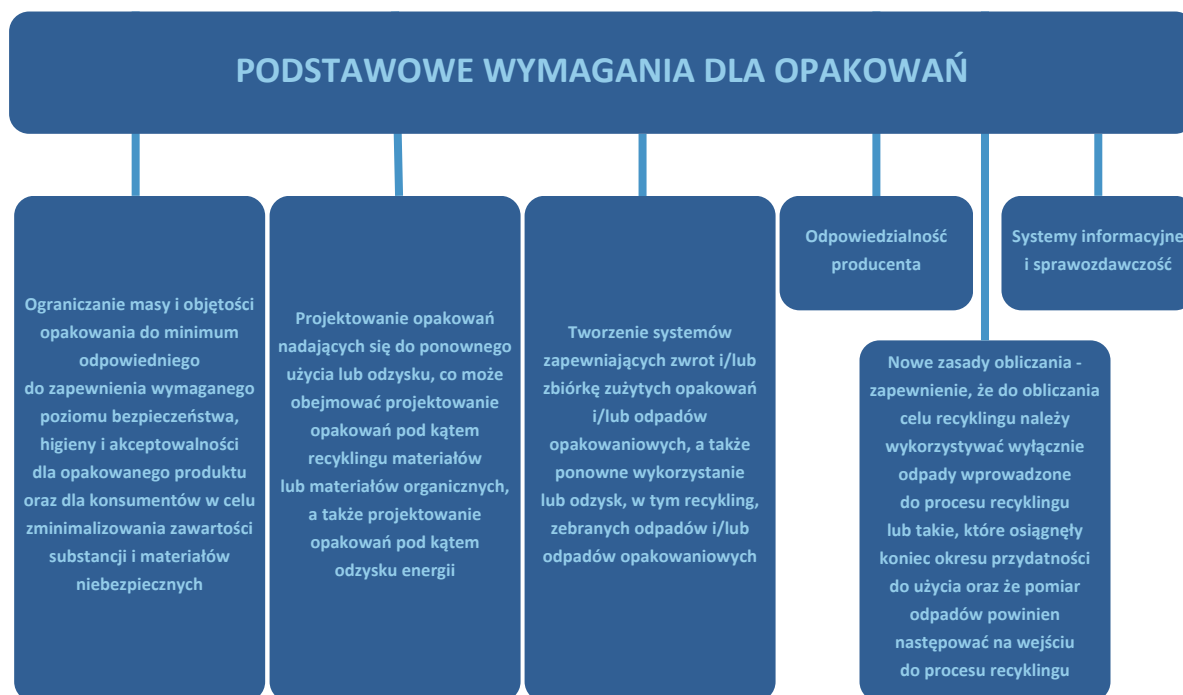 PODSTAWOWE WYMAGANIA DLA OPAKOWAŃ
Ograniczanie masy i objętości
opakowania do minimum
odpowiedniego
do zapewnienia wymaganego
poziomu bezpieczeństwa,
higieny i akceptowalności
dla opakowanego produktu
oraz dla konsumentów w celu
zminimalizowania zawartości
substancji i materiałów
niebezpiecznych
Projektowanie opakowań
nadających się do ponownego
użycia lub odzysku, co może
obejmować projektowanie
opakowań pod kątem
recyklingu materiałów
lub materiałów organicznych,
a także projektowanie
opakowań pod kątem
odzysku energii
Tworzenie systemów
zapewniających zwrot i/lub
zbiórkę zużytych opakowań
i/lub odpadów
opakowaniowych, a także
ponowne wykorzystanie
lub odzysk, w tym recykling,
zebranych odpadów i/lub
odpadów opakowaniowych
Odpowiedzialność
producenta
Nowe zasady obliczania -
zapewnienie, że do obliczania
celu recyklingu należy
wykorzystywać wyłącznie
odpady wprowadzone
do procesu recyklingu
lub takie, które osiągnęły
koniec okresu przydatności
do użycia oraz że pomiar
odpadów powinien
następować na wejściu
do procesu recyklingu
Systemy informacyjne
i sprawozdawczość